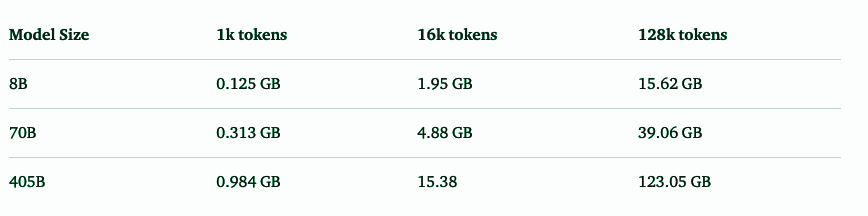 Model Size 1k tokens 16k tokens 128k tokens
8B 0.125 GB 1.95 GB 15.62 GB
70B 0.313 GB 4.88 GB 39.06 GB
405B 0.984 GB 15.38 123.05 GB